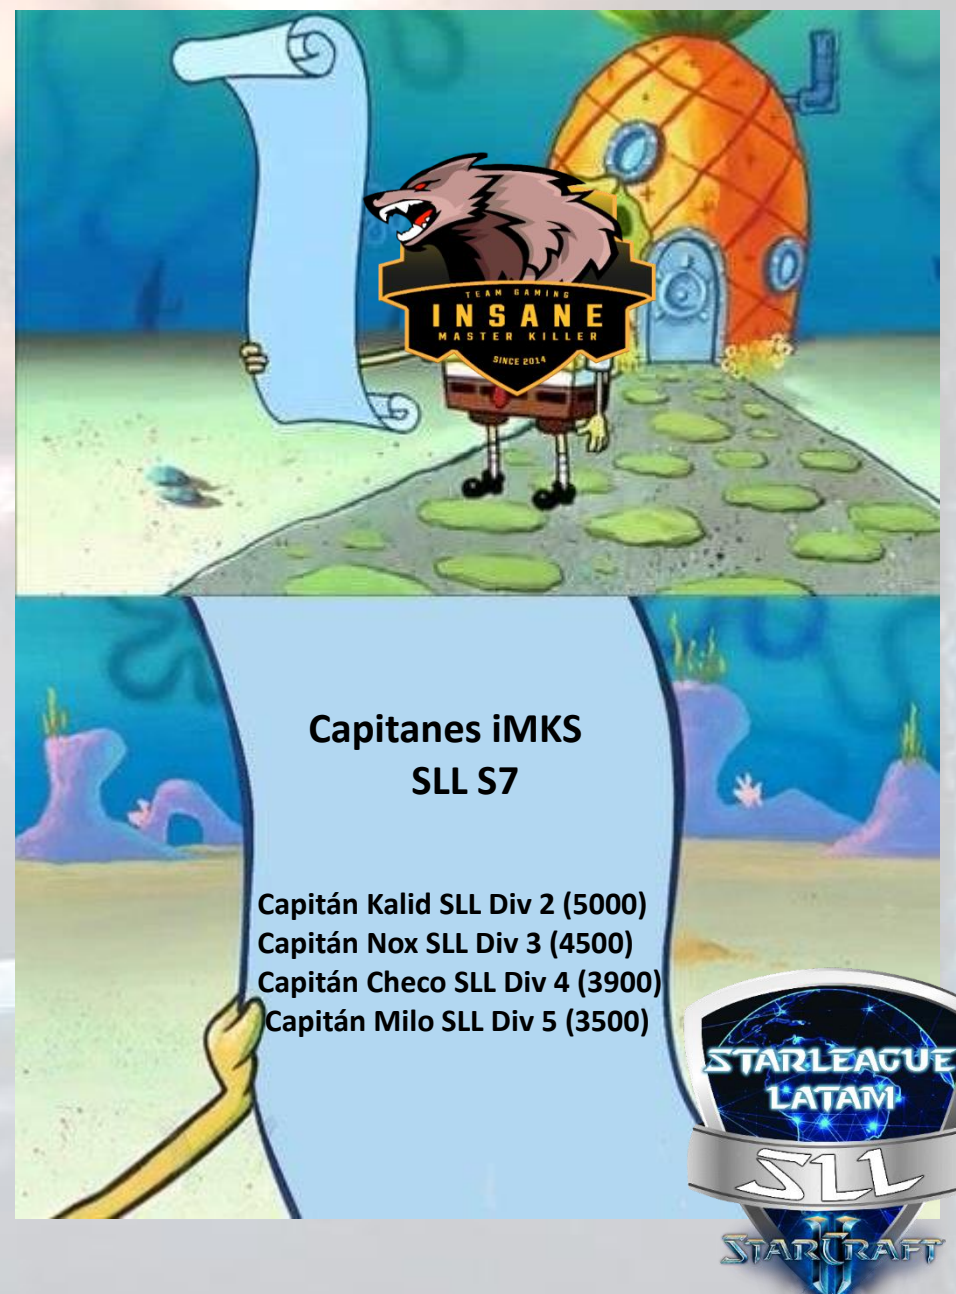 TEAM GAMING
INSANE
MASTER KILLER
SINCE 2014
Capitanes iMKS
SLL S7
Capitán Kalid SLL Div 2 (5000)
Capitán Nox SLL Div 3 (4500)
Capitán Checo SLL Div 4 (3900)
Capitán Milo SLL Div 5 (3500)
STARLEAGUE
LATAM
SLL
II
STARCRAFT